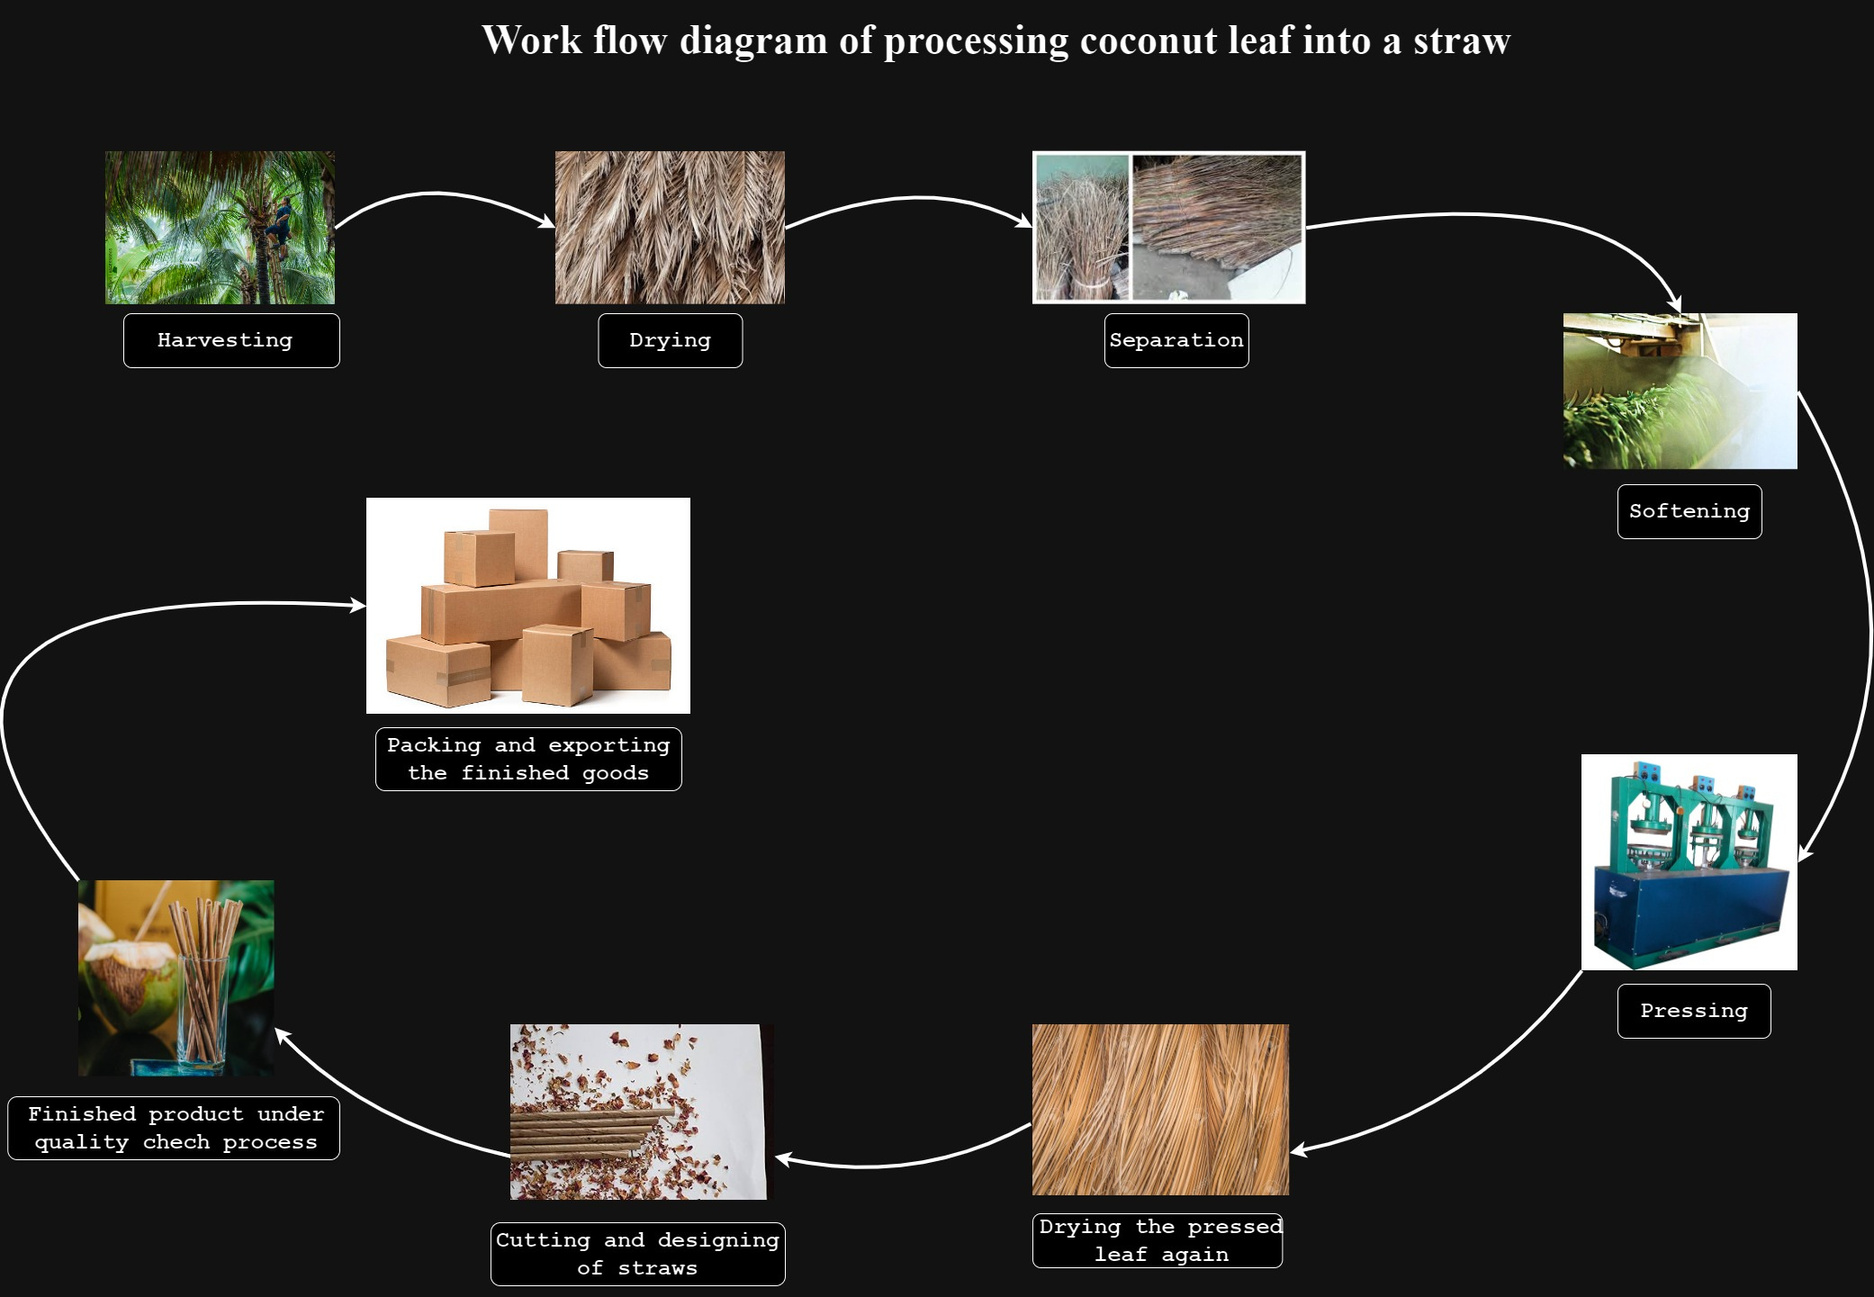 Work flow diagram of processing coconut leaf into a straw
Harvesting
Drying
Separation
Softening
Pressing
Drying the pressed
leaf again
Cutting and designing
of straws
Finished product under
quality chech process
Packing and exporting
the finished goods